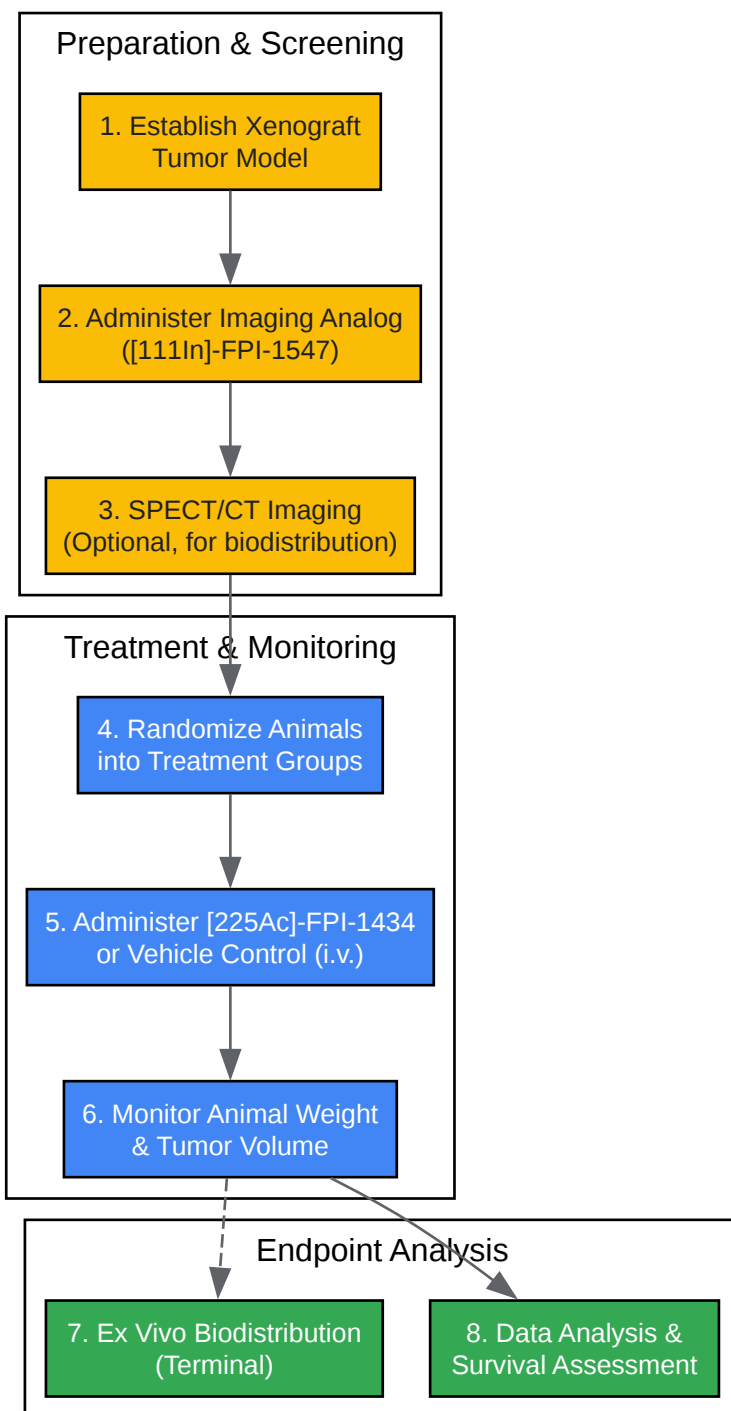 Preparation & Screening
1. Establish Xenograft
Tumor Model
2. Administer Imaging Analog
([111In]-FPI-1547)
3. SPECT/CT Imaging
(Optional, for biodistribution)
Treatment & Monitoring
4. Randomize Animals
into Treatment Groups
5. Administer [225Ac]-FPI-1434
or Vehicle Control (i.v.)
6. Monitor Animal Weight
& Tumor Volume
Endpoint Analysis
7. Ex Vivo Biodistribution
(Terminal)
8. Data Analysis &
Survival Assessment